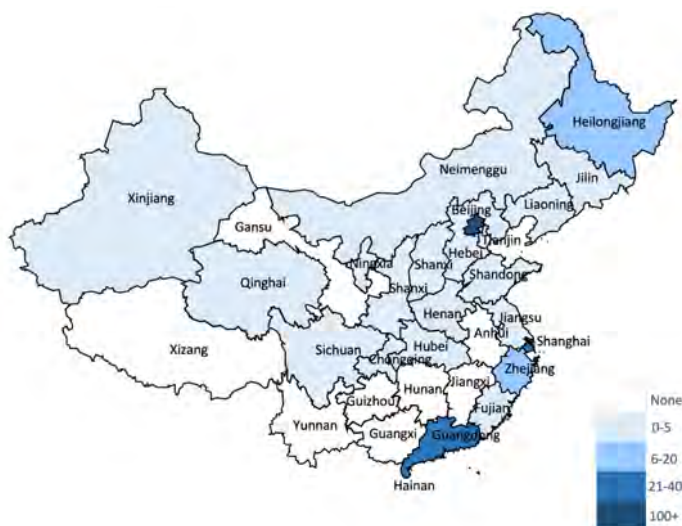 Heilongjiang
Neimenggu
Jilin
Xinjiang
Liaoning
Beijing
Gansu
Tianjin
Hebei
Ningxia
Shanxi
Shandong
Qinghai
Shanxi
Henan
Jiangsu
Anhui
Shanghai
Xizang
Sichuan
Hubei
Chongqing
Zhejiang
Hunan
Jiangxi
Guizhou
Fujian
Yunnan
Guangxi
Guangdong
Hainan
None
0-5
6-20
21-40
100+